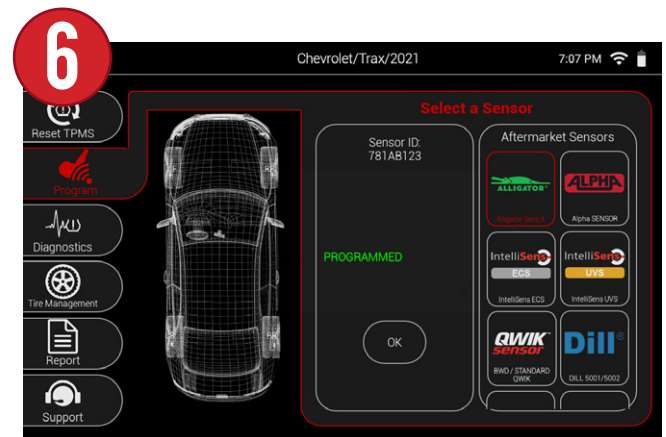 6
Chevrolet/Trax/2021
7:07 PM
Reset TPMS
Program
Diagnostics
Tire Management
Report
Support
Select a Sensor
Sensor ID:
781AB123
PROGRAMMED
OK
Aftermarket Sensors
ALLIGATOR
ALPHA
Alpha SENSOR
IntelliSens
ECS
IntelliSens ECS
IntelliSens
UVS
IntelliSens UVS
QWIK
sensor
BWD / STANDARD
QWIK
Dill®
DILL 5001/5002